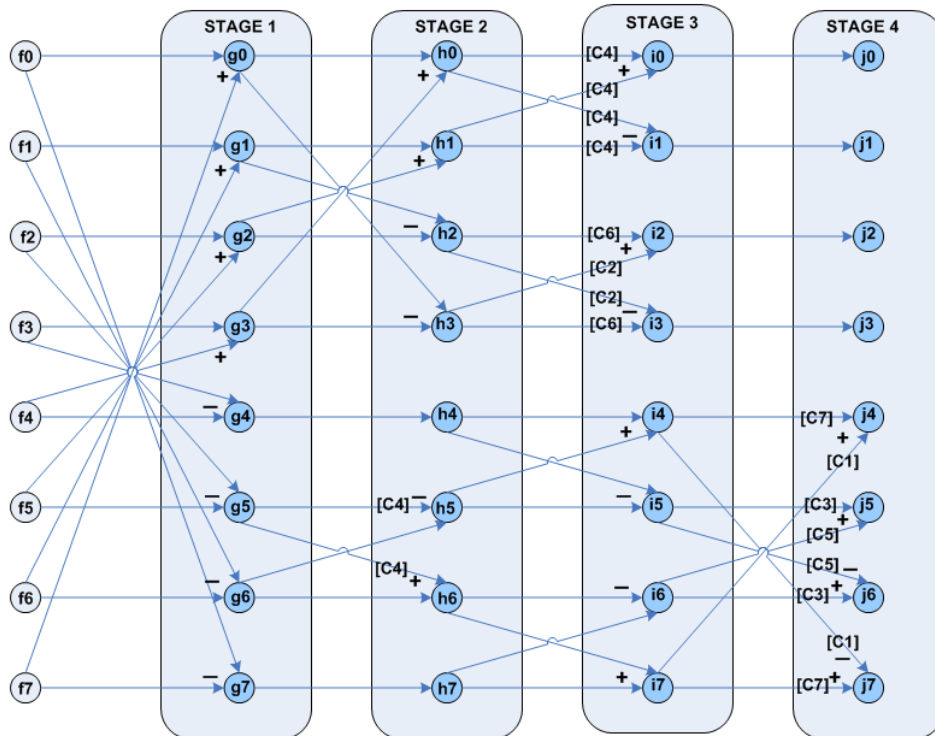 STAGE 1 STAGE 2 STAGE 3 STAGE 4
f0 g0 h0 [C4] i0 j0
+ + +
[C4]
[C4]
f1 g1 h1 [C4] – i1 j1
+ +
f2 g2 – h2 [C6] i2 j2
+ +
[C2]
[C2]
f3 g3 – h3 [C6] – i3 j3
+
f4 – g4 h4 i4 [C7] j4
+ +
[C1]
f5 – g5 [C4] – h5 – i5 [C3] j5
+
[C5]
[C4] + [C5] –
f6 – g6 h6 – i6 [C3] + j6
[C1]
–
f7 – g7 h7 + i7 [C7] + j7